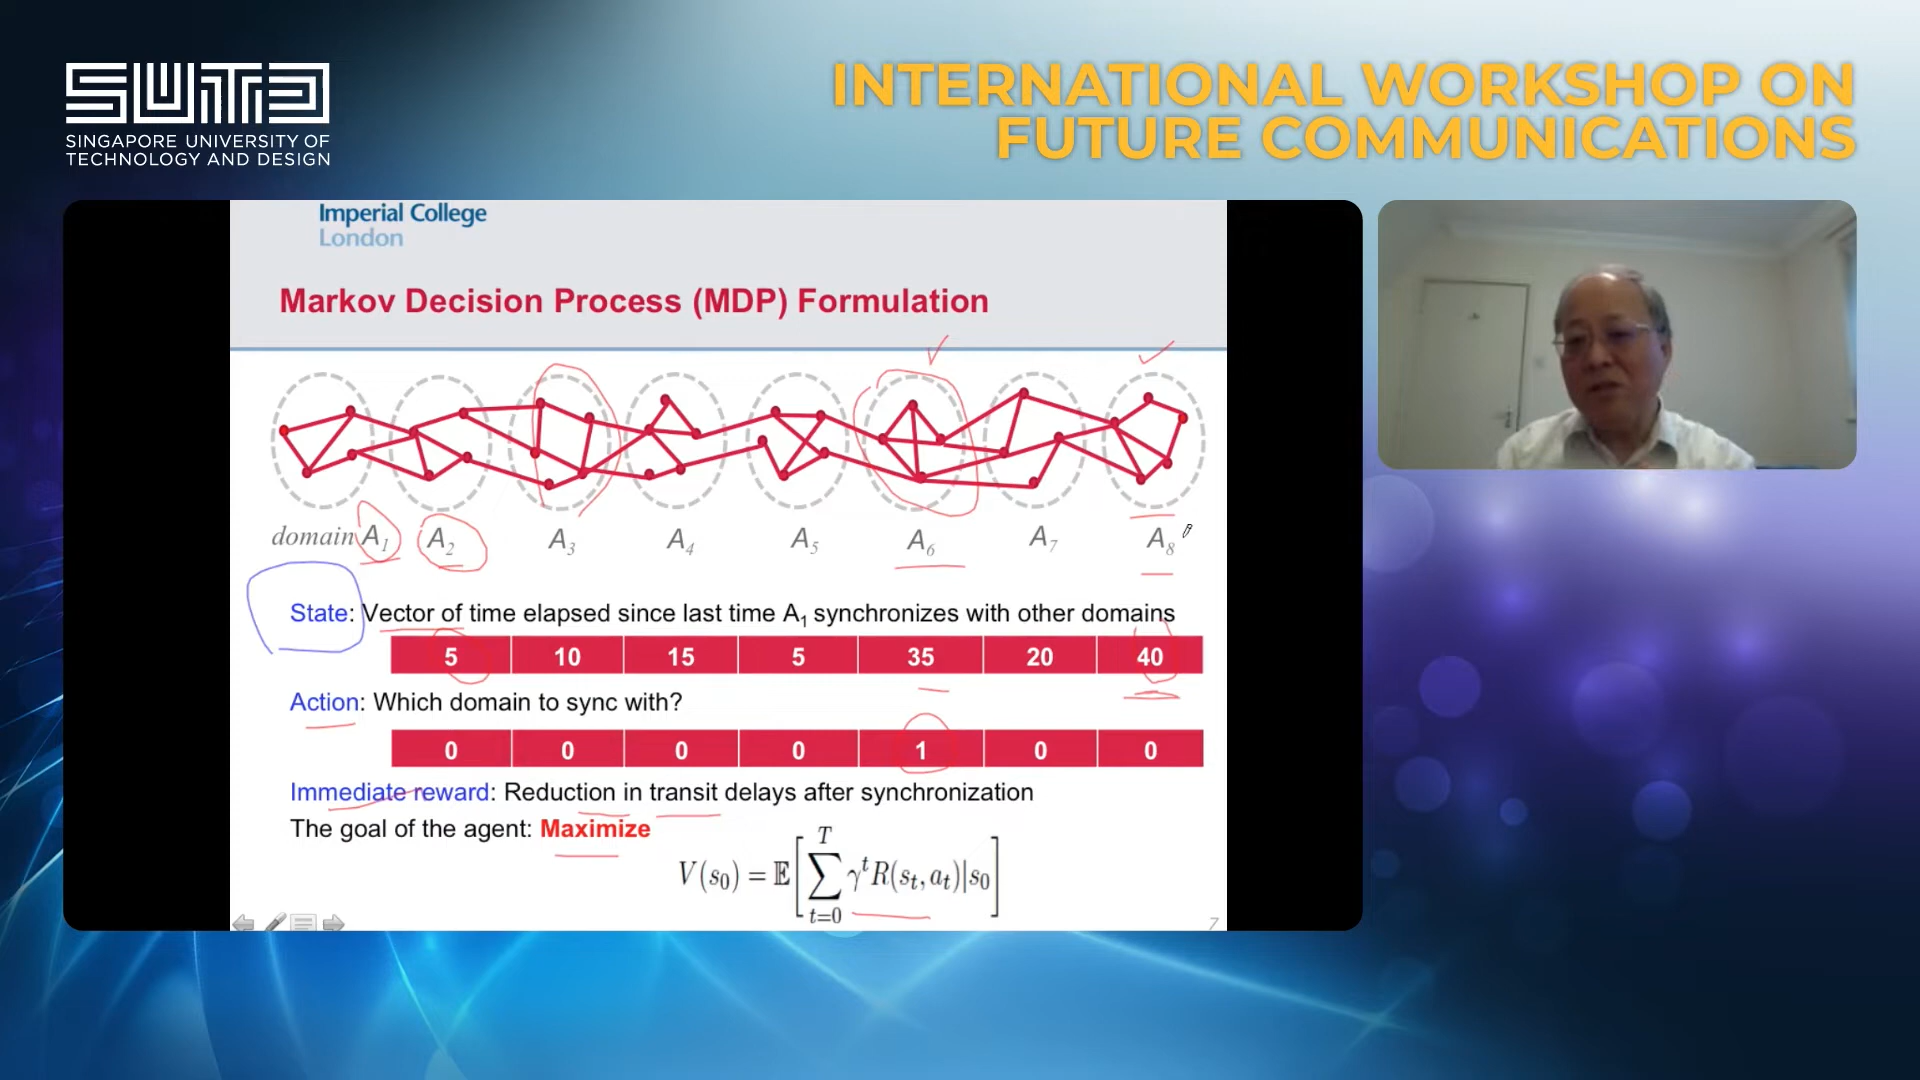 SUTD
SINGAPORE UNIVERSITY OF
TECHNOLOGY AND DESIGN
INTERNATIONAL WORKSHOP ON
FUTURE COMMUNICATIONS
Imperial College
London
Markov Decision Process (MDP) Formulation
domain A₁ A₂ A₃ A₄ A₅ A₆ A₇ A₈
State: Vector of time elapsed since last time A₁ synchronizes with other domains
5 10 15 5 35 20 40
Action: Which domain to sync with?
0 0 0 0 1 0 0
Immediate reward: Reduction in transit delays after synchronization
The goal of the agent: Maximize
V(s₀) = 𝔼[∑_{t=0}^{T} γᵗR(sₜ, aₜ)|s₀]
7